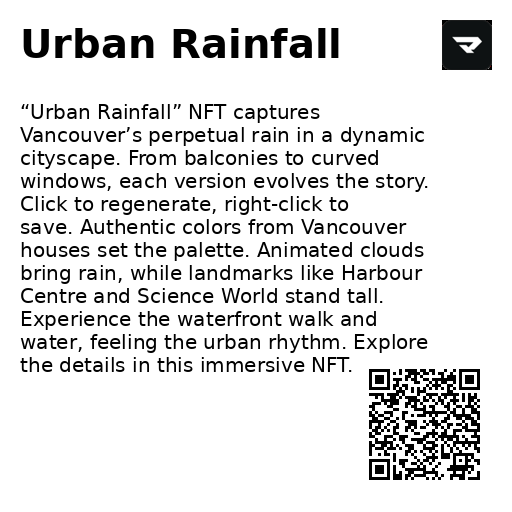 Urban Rainfall
“Urban Rainfall” NFT captures
Vancouver’s perpetual rain in a dynamic
cityscape. From balconies to curved
windows, each version evolves the story.
Click to regenerate, right-click to
save. Authentic colors from Vancouver
houses set the palette. Animated clouds
bring rain, while landmarks like Harbour
Centre and Science World stand tall.
Experience the waterfront walk and
water, feeling the urban rhythm. Explore
the details in this immersive NFT.